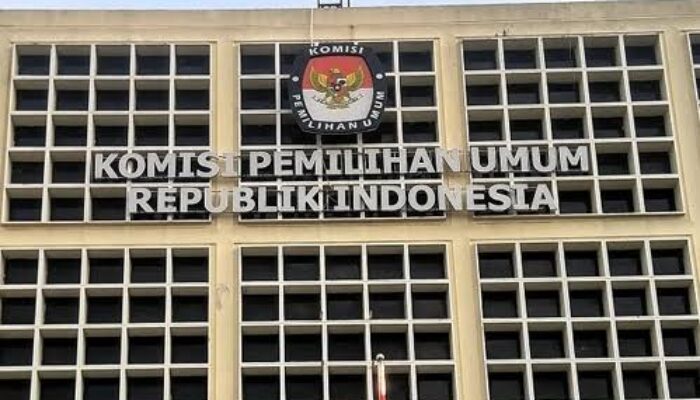 KOMISI
PEMILIHAN UMUM
KOMISI PEMILIHAN UMUM
REPUBLIK INDONESIA